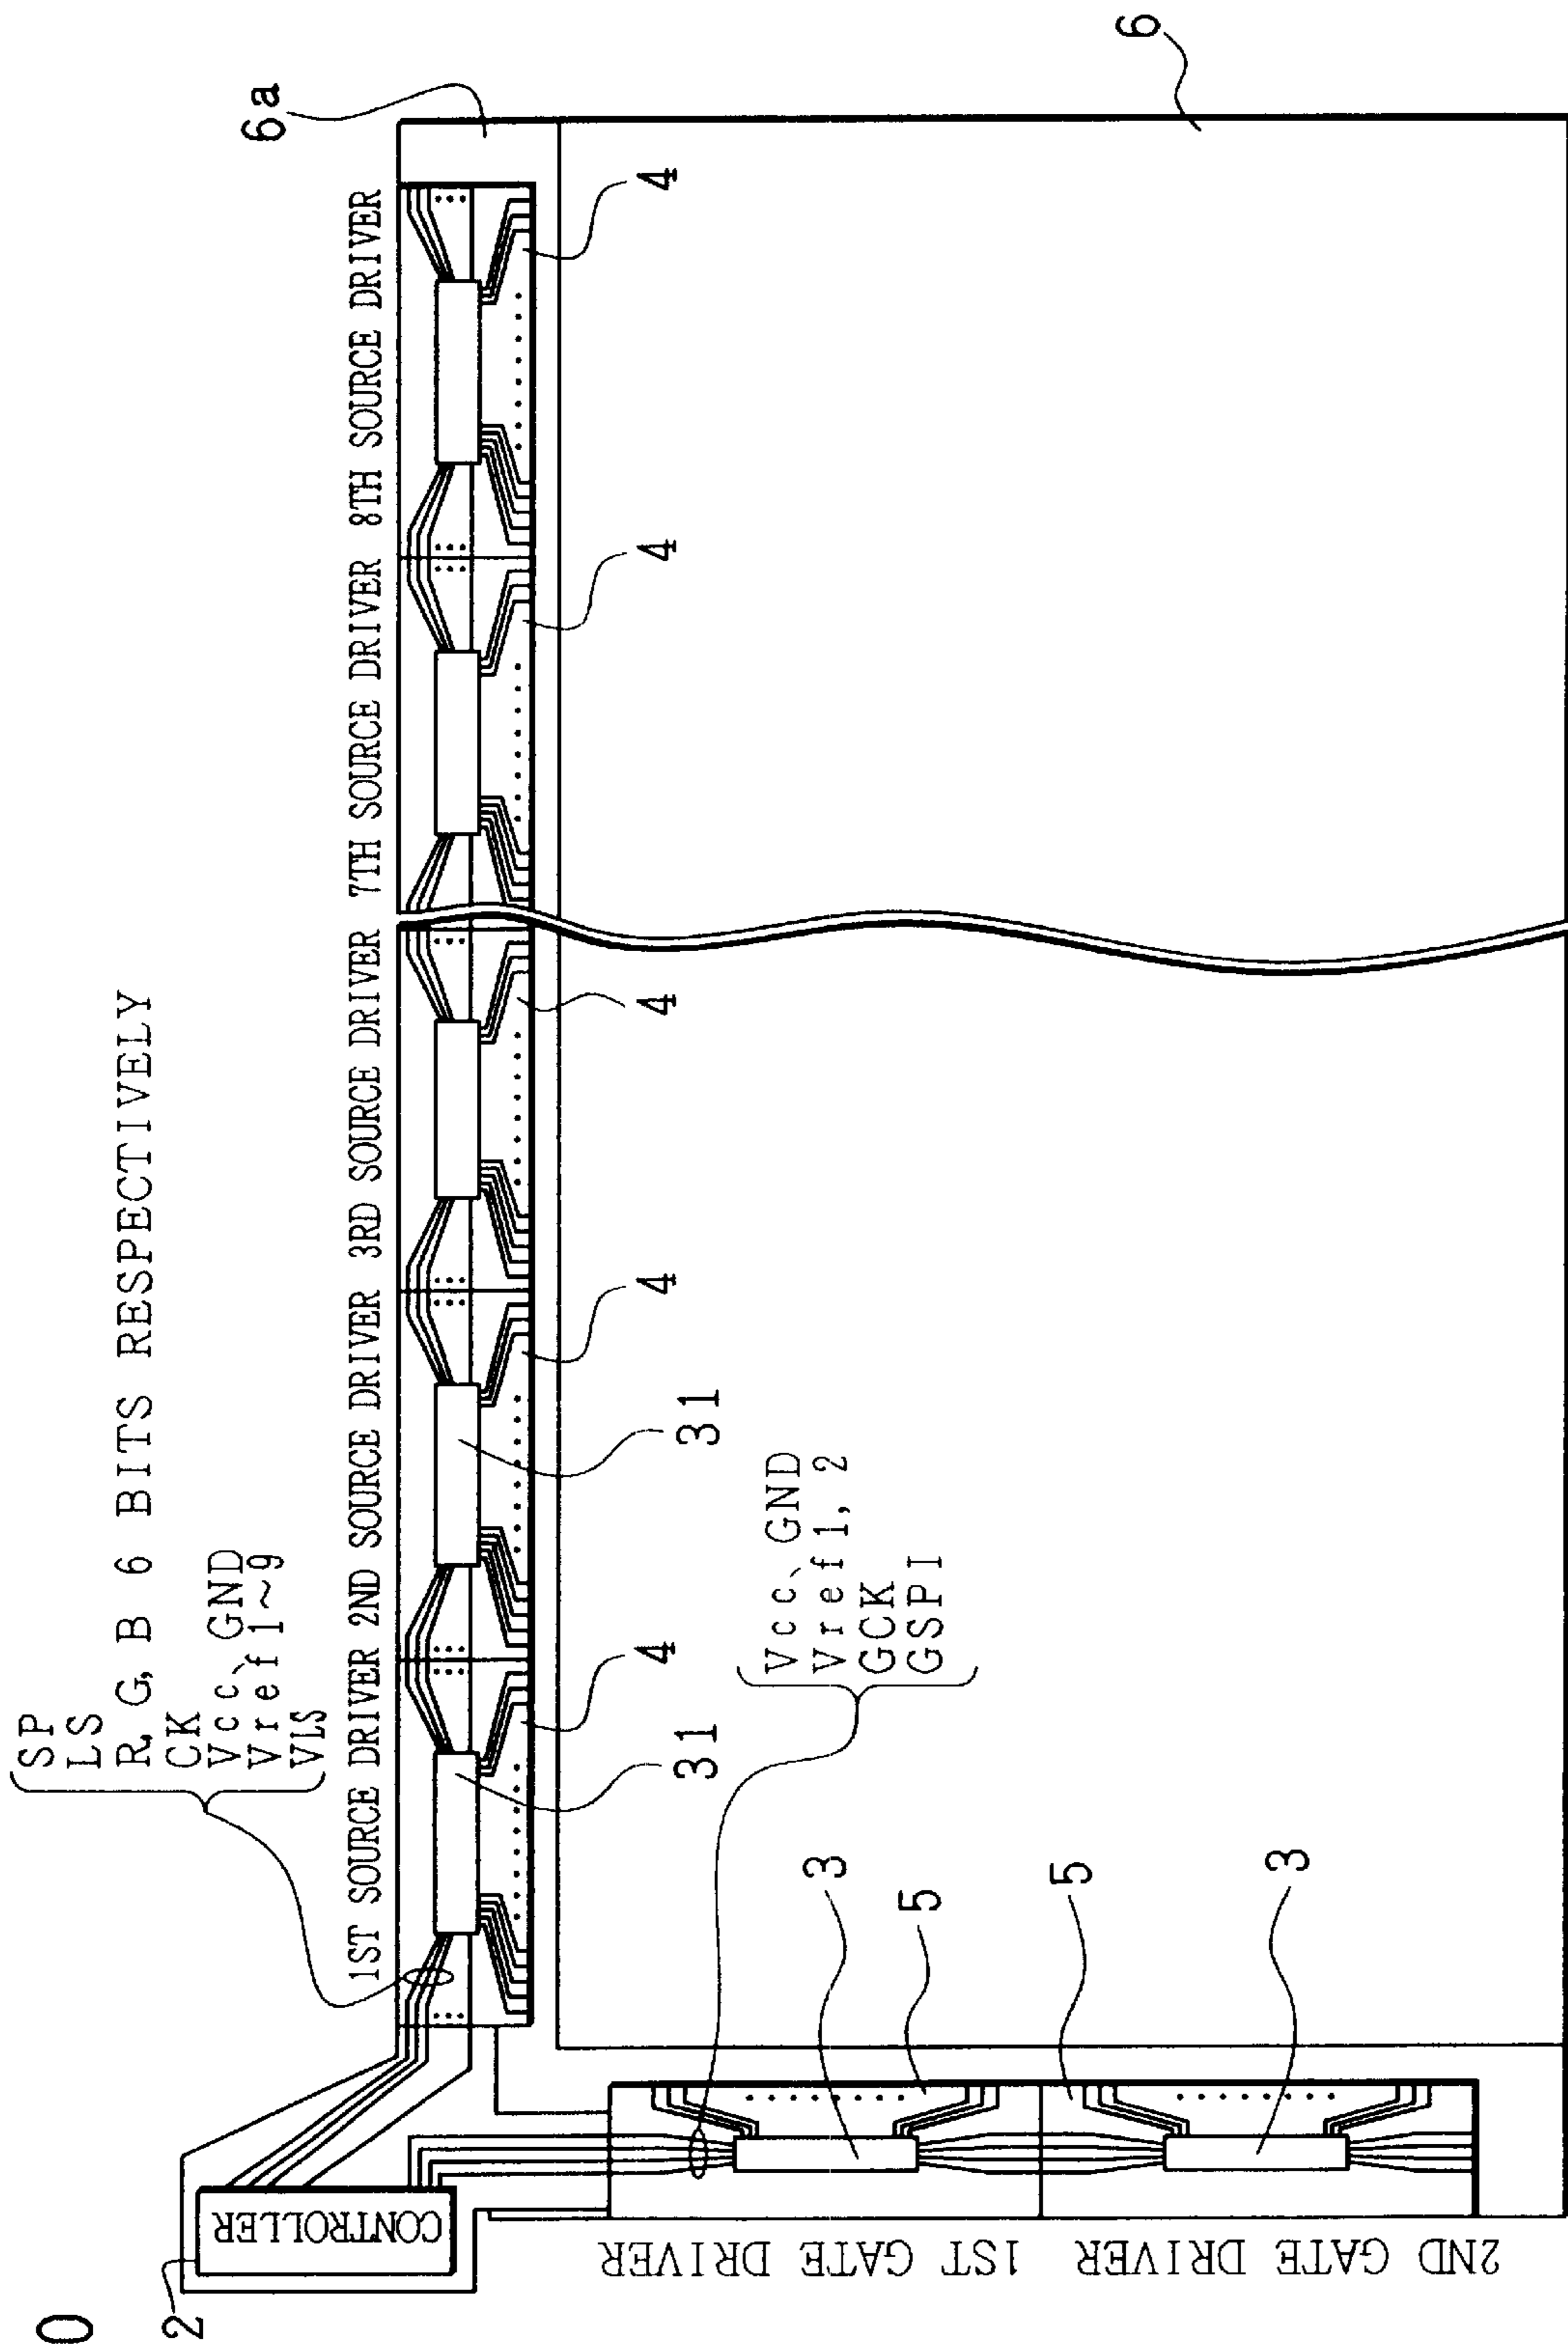 0
SP
LS
R, G, B 6 BITS RESPECTIVELY
CK
Vcc、GND
Vref1~9
VLS
6a
6
1ST SOURCE DRIVER 2ND SOURCE DRIVER 3RD SOURCE DRIVER 7TH SOURCE DRIVER 8TH SOURCE DRIVER
2
CONTROLLER
4
4
4
4
4
31
31
Vcc、GND
Vref1, 2
GCK
GSPI
3
5
5
3
1ST GATE DRIVER
2ND GATE DRIVER